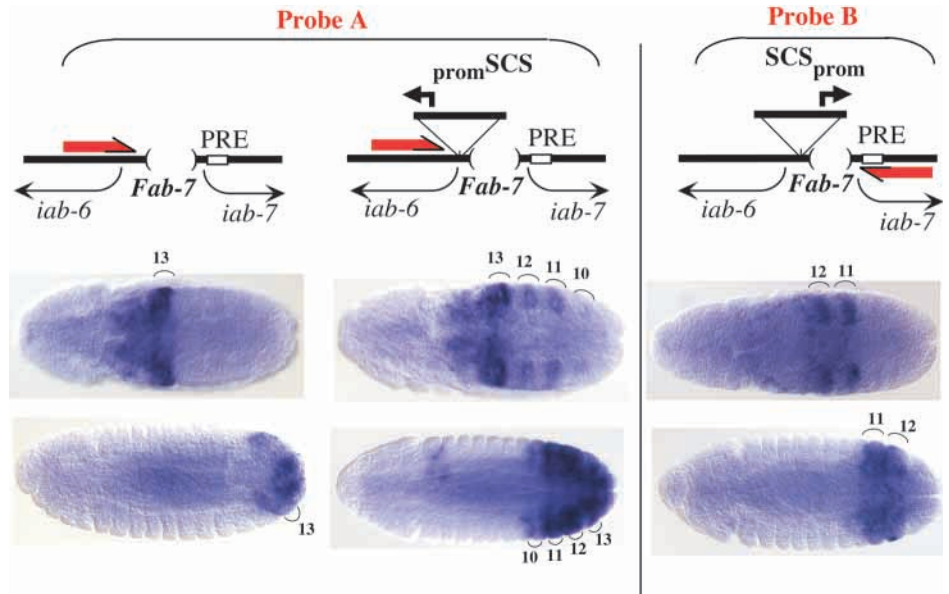 Probe A
Probe B
promSCS
SCSprom
PRE
PRE
PRE
Fab-7
Fab-7
Fab-7
iab-6
iab-7
iab-6
iab-7
iab-6
iab-7
13
13 12 11 10
12 11
13
10 11 12 13
11 12